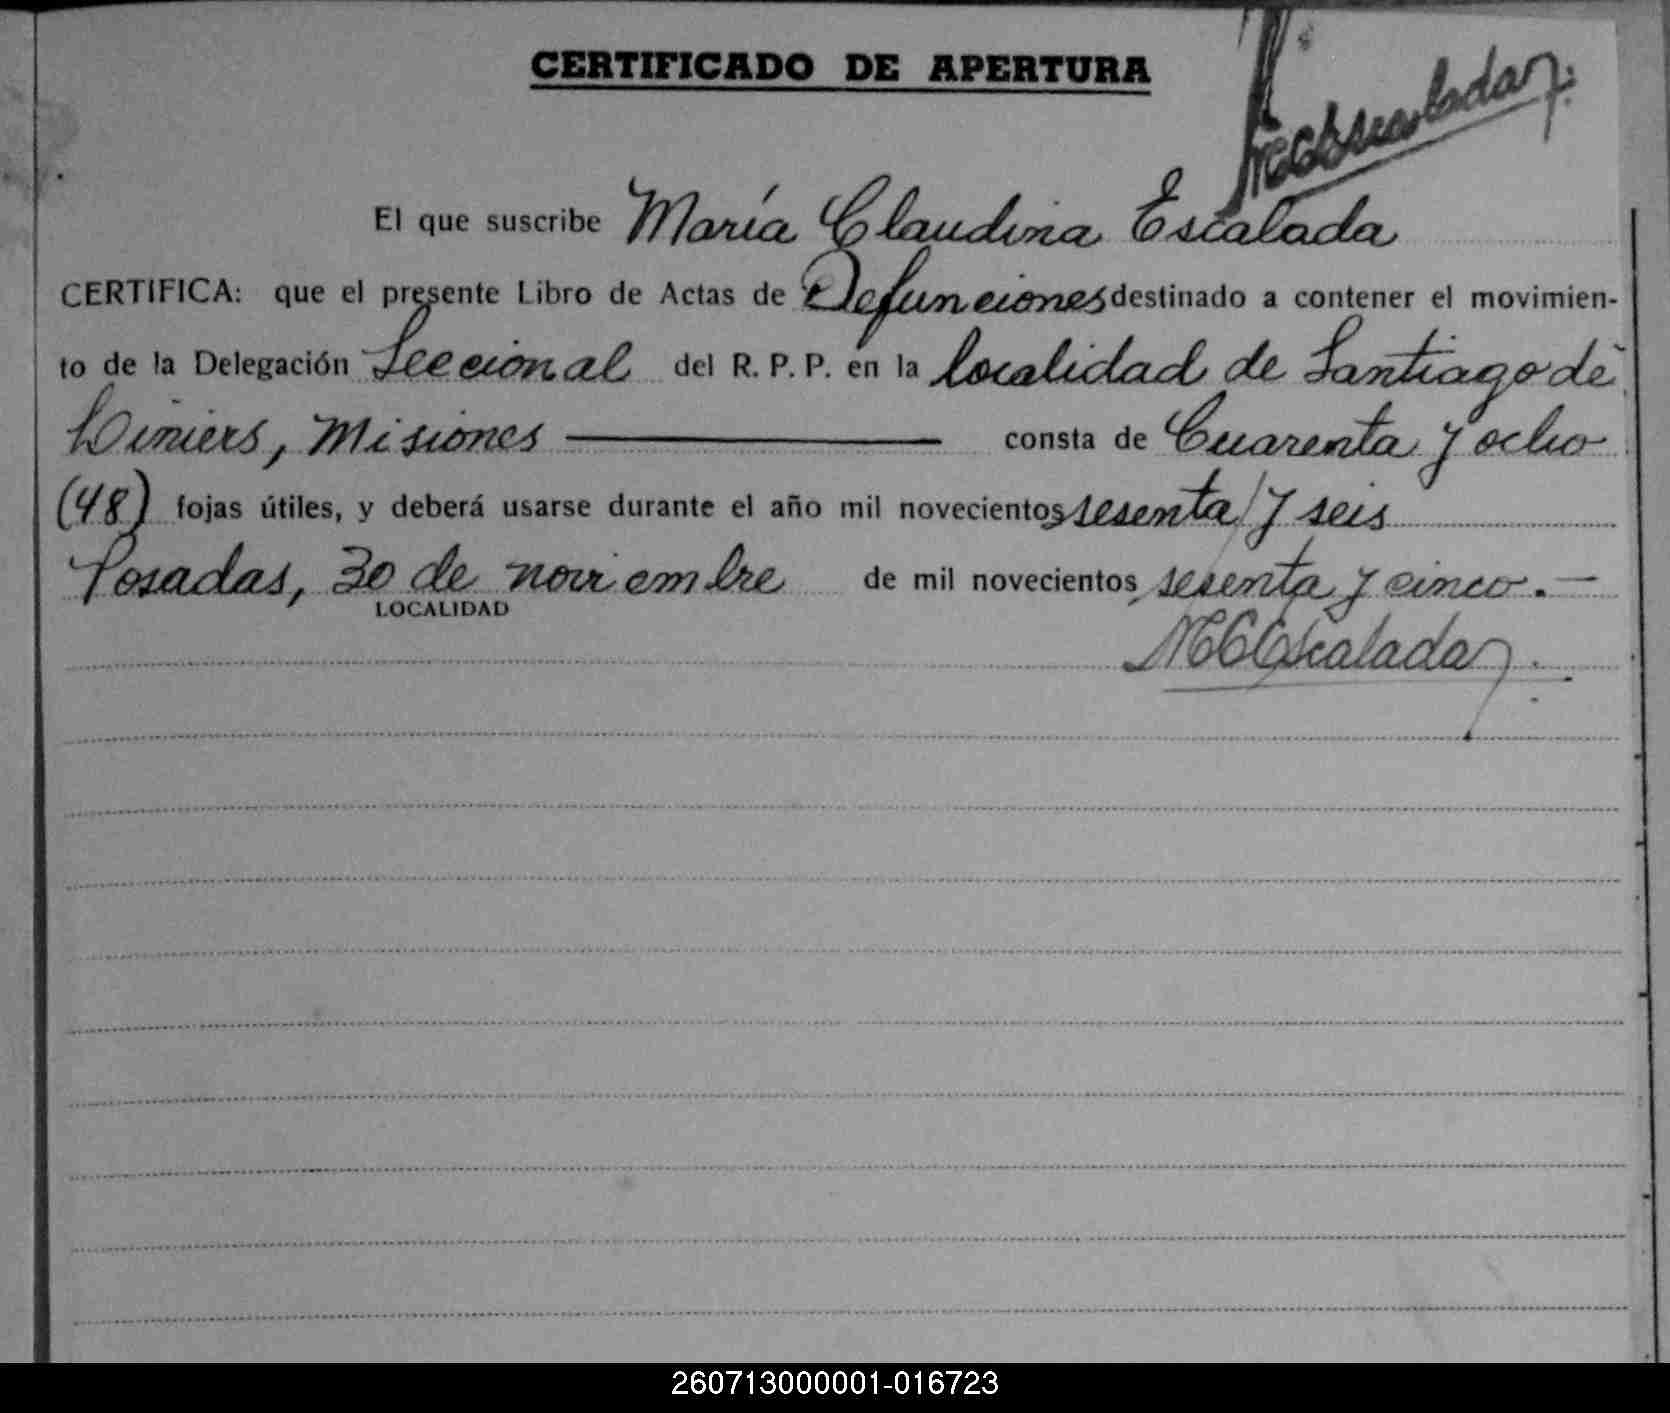 CERTIFICADO DE APERTURA
MCEscalada
El que suscribe María Claudina Escalada
CERTIFICA: que el presente Libro de Actas de Defunciones destinado a contener el movimien-
to de la Delegación Seccional del R. P. P. en la localidad de Santiago de
Liniers, Misiones consta de Cuarenta y ocho
(48) fojas útiles, y deberá usarse durante el año mil novecientos sesenta y seis
Posadas, 30 de noviembre de mil novecientos sesenta y cinco.-
LOCALIDAD
MCEscalada
260713000001-016723